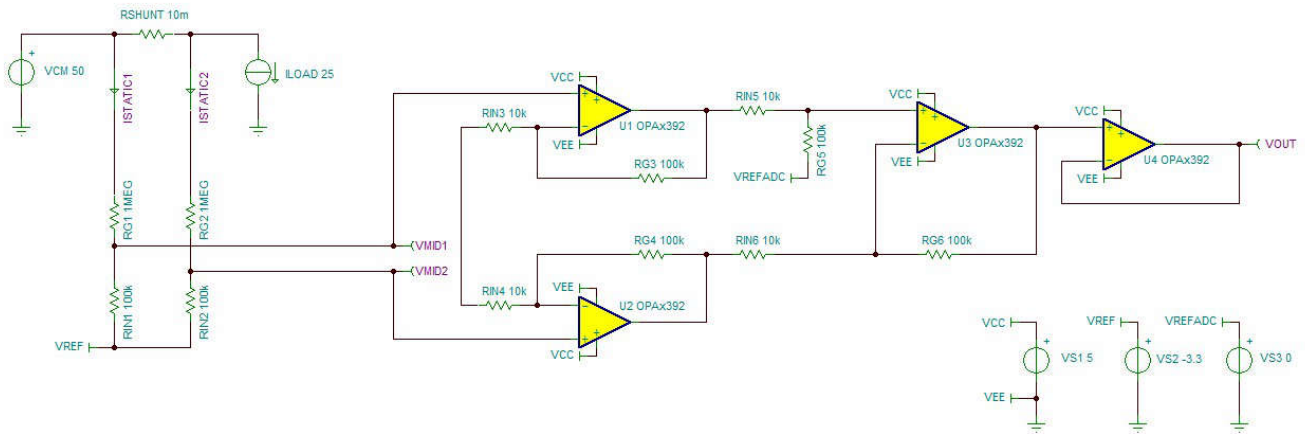 RSHUNT 10m
+
VCM 50
ISTATIC1
ISTATIC2
ILOAD 25
RG1 1MEG
RG2 1MEG
VMID1
VMID2
RIN1 100k
RIN2 100k
VREF
RIN3 10k
VCC
+
+
-
U1 OPAx392
VEE
RG3 100k
RIN4 10k
RG4 100k
VEE
-
+
+
U2 OPAx392
VCC
RIN5 10k
RG5 100k
VREFADC
RIN6 10k
VCC
+
+
-
U3 OPAx392
VEE
RG6 100k
VCC
+
+
-
U4 OPAx392
VEE
VOUT
VCC
+
VS1 5
VEE
VREF
+
VS2 -3.3
VREFADC
+
VS3 0